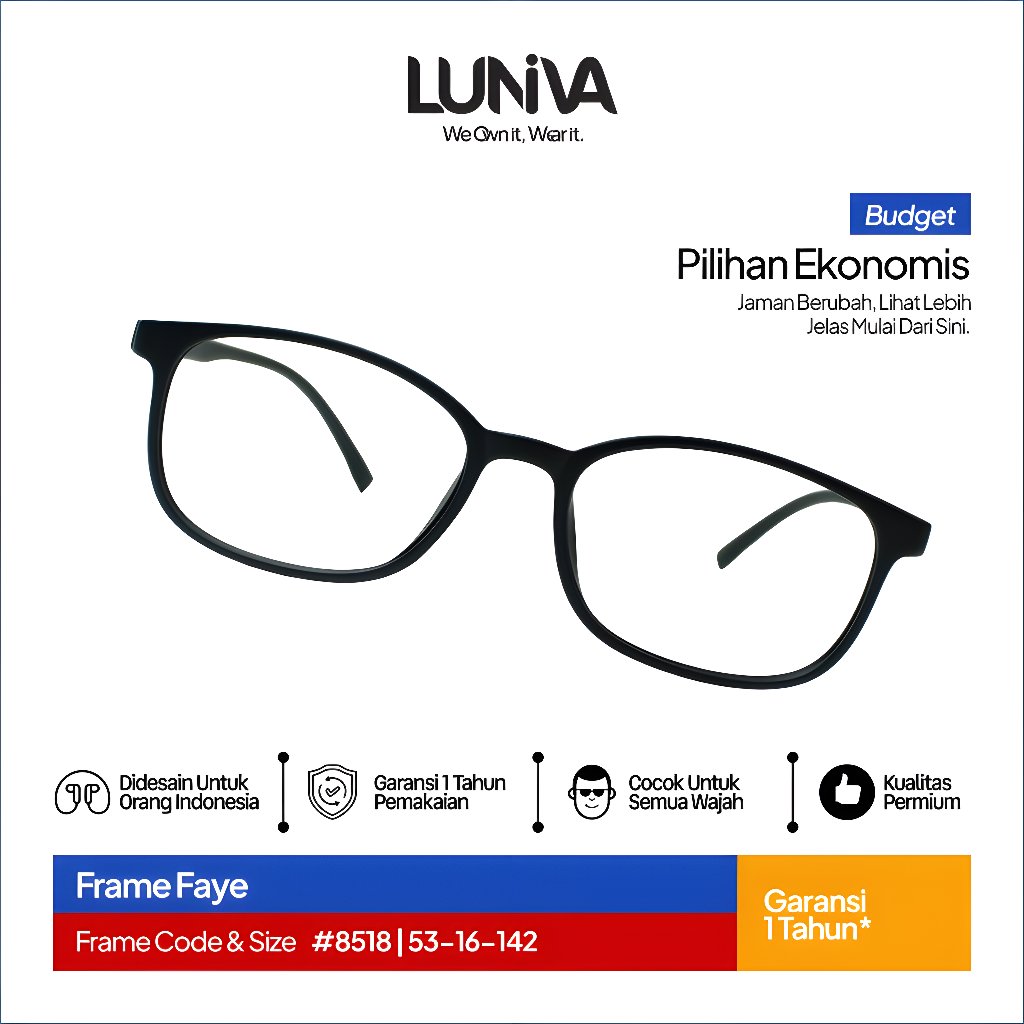 LUNiVA
We Own it, Wear it.
Budget
Pilihan Ekonomis
Jaman Berubah, Lihat Lebih
Jelas Mulai Dari Sini.
Didesain Untuk
Orang Indonesia
Garansi 1 Tahun
Pemakaian
Cocok Untuk
Semua Wajah
Kualitas
Permium
Frame Faye
Frame Code & Size #8518 | 53-16-142
Garansi
1 Tahun*